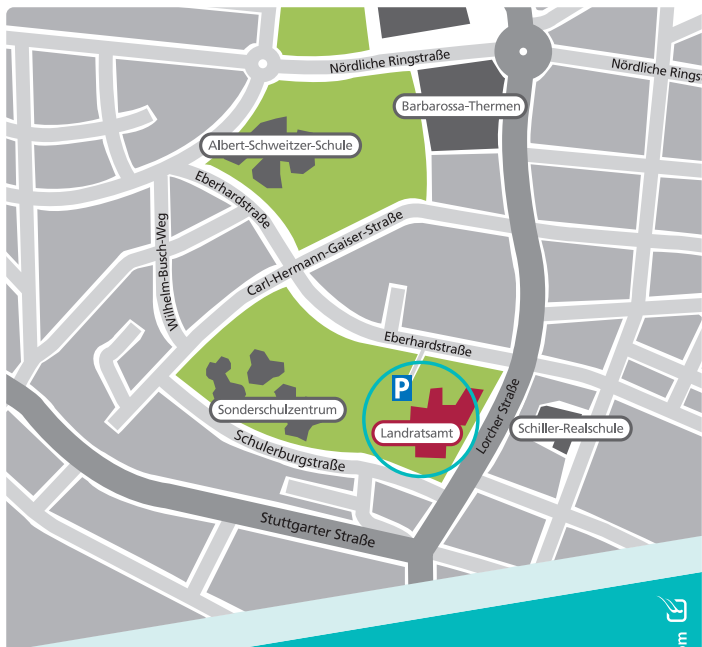 Nördliche Ringstraße
Nördliche Rings
Barbarossa-Thermen
Albert-Schweitzer-Schule
Eberhardstraße
Wilhelm-Busch-Weg
Carl-Hermann-Gaiser-Straße
Eberhardstraße
P
Sonderschulzentrum
Landratsamt
Lorcher Straße
Schiller-Realschule
Schulerburgstraße
Stuttgarter Straße
om